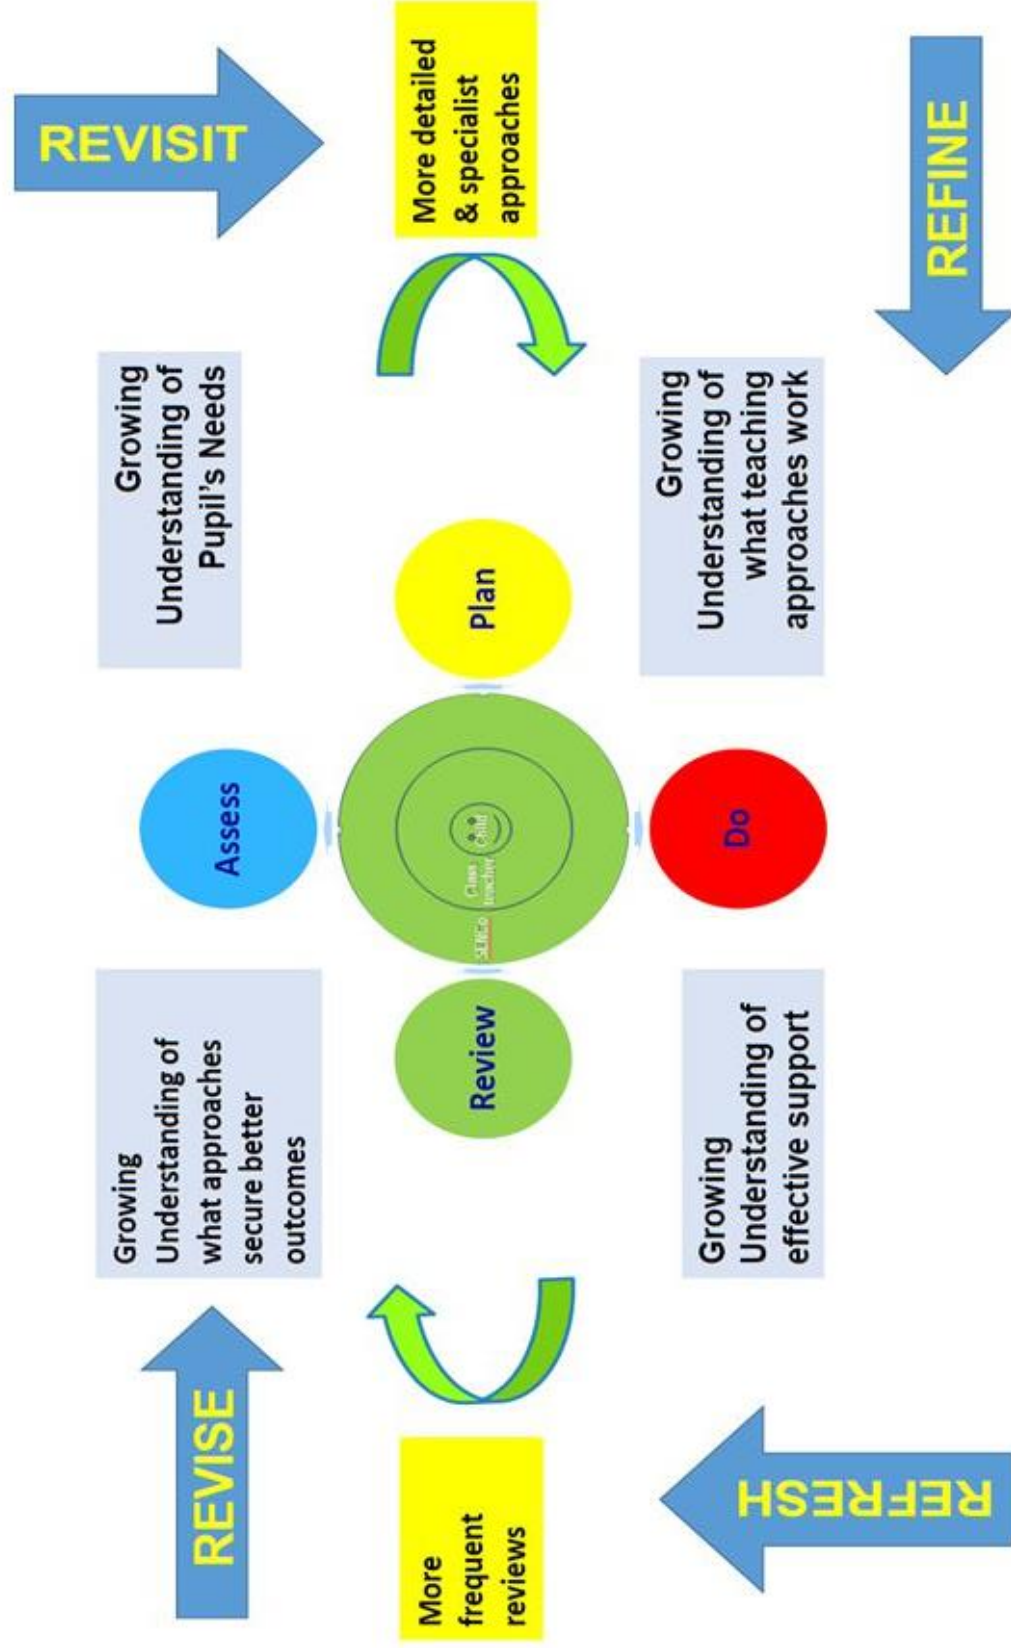 REVISIT
More detailed
& specialist
approaches
Growing
Understanding of
Pupil's Needs
REFINE
Growing
Understanding of
what teaching
approaches work
Plan
Assess
SENCo
Class
teacher
Child
Do
Review
Growing
Understanding of
what approaches
secure better
outcomes
Growing
Understanding of
effective support
REVISE
More
frequent
reviews
REFRESH